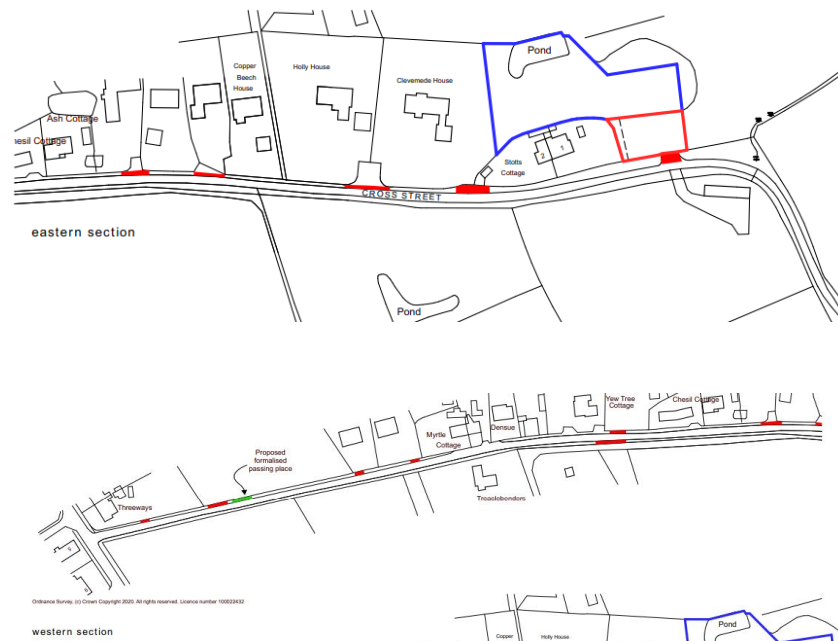 Pond
Copper
Beech
House
Holly House
Clevemede House
Ash Cottage
hesil Cottage
Stotts
Cottage
2
1
CROSS STREET
eastern section
Pond
Yew Tree
Cottage
Chesil Cottage
Myrtle
Cottage
Densue
Proposed
formalised
passing place
Threeways
Ordnance Survey, (c) Crown Copyright 2020. All rights reserved. Licence number 100022432
western section
Pond
Copper
Holly House